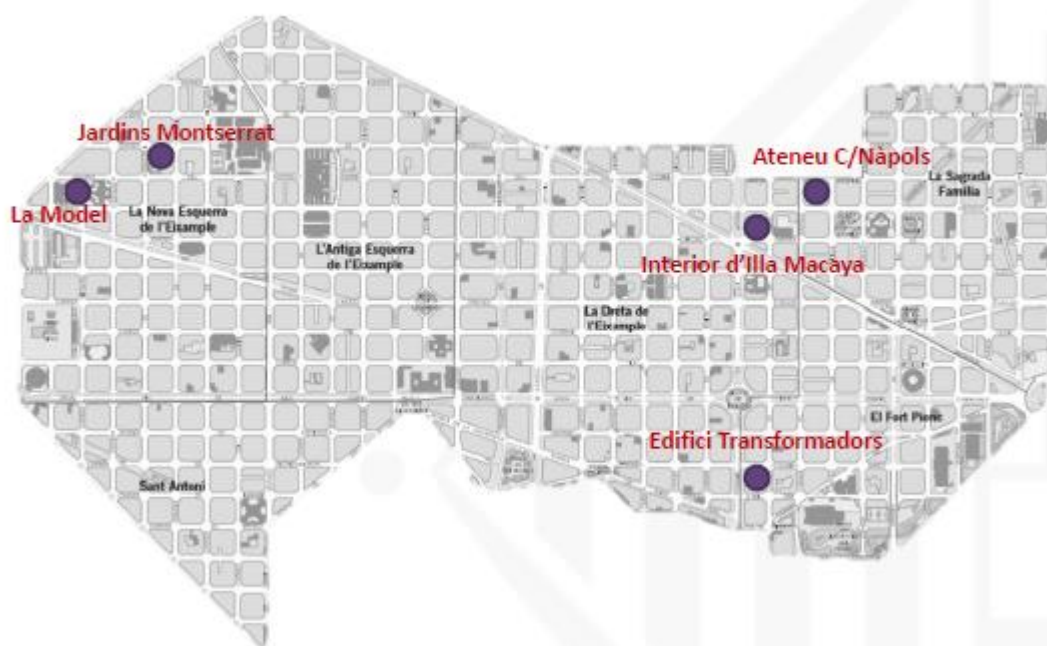 Jardins Montserrat
Ateneu C/Nàpols
La Sagrada
Família
La Model
La Nova Esquerra
de l'Eixample
L'Antiga Esquerra
de l'Eixample
Interior d'Illa Macaya
La Dreta de
l'Eixample
El Fort Pienc
Edifici Transformadors
Sant Antoni